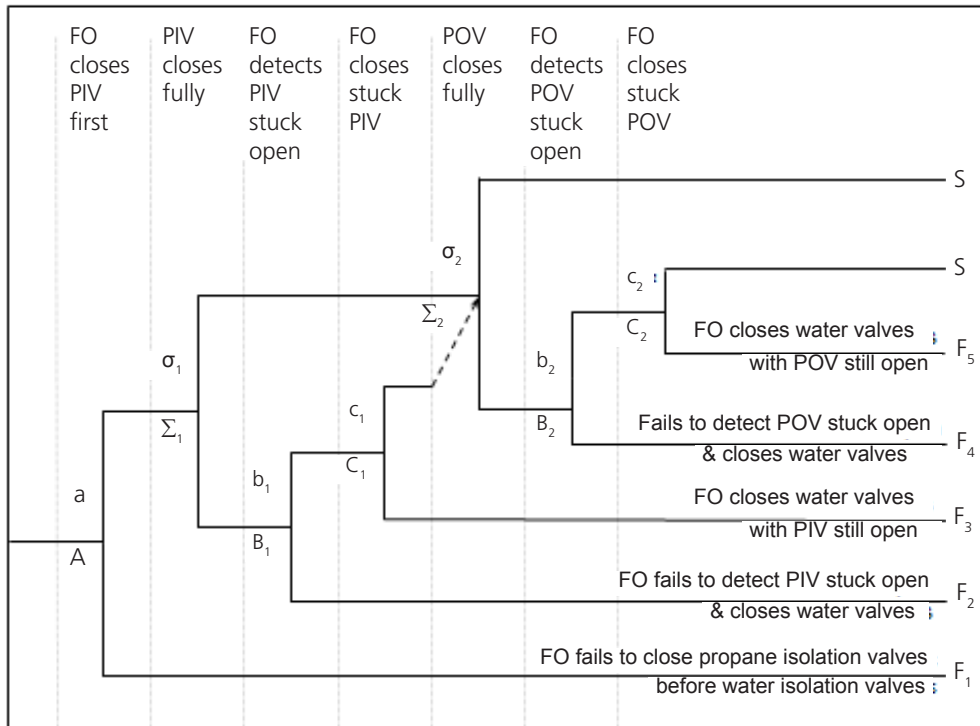 FO
closes
PIV
first
PIV
closes
fully
FO
detects
PIV
stuck
open
FO
closes
stuck
PIV
POV
closes
fully
FO
detects
POV
stuck
open
FO
closes
stuck
POV
S
σ₂
S
c₂
Σ₂
C₂
FO closes water valves
with POV still open
F₅
b₂
σ₁
c₁
B₂
Σ₁
Fails to detect POV stuck open
& closes water valves
F₄
C₁
b₁
a
FO closes water valves
with PIV still open
F₃
B₁
A
FO fails to detect PIV stuck open
& closes water valves
F₂
FO fails to close propane isolation valves
before water isolation valves
F₁